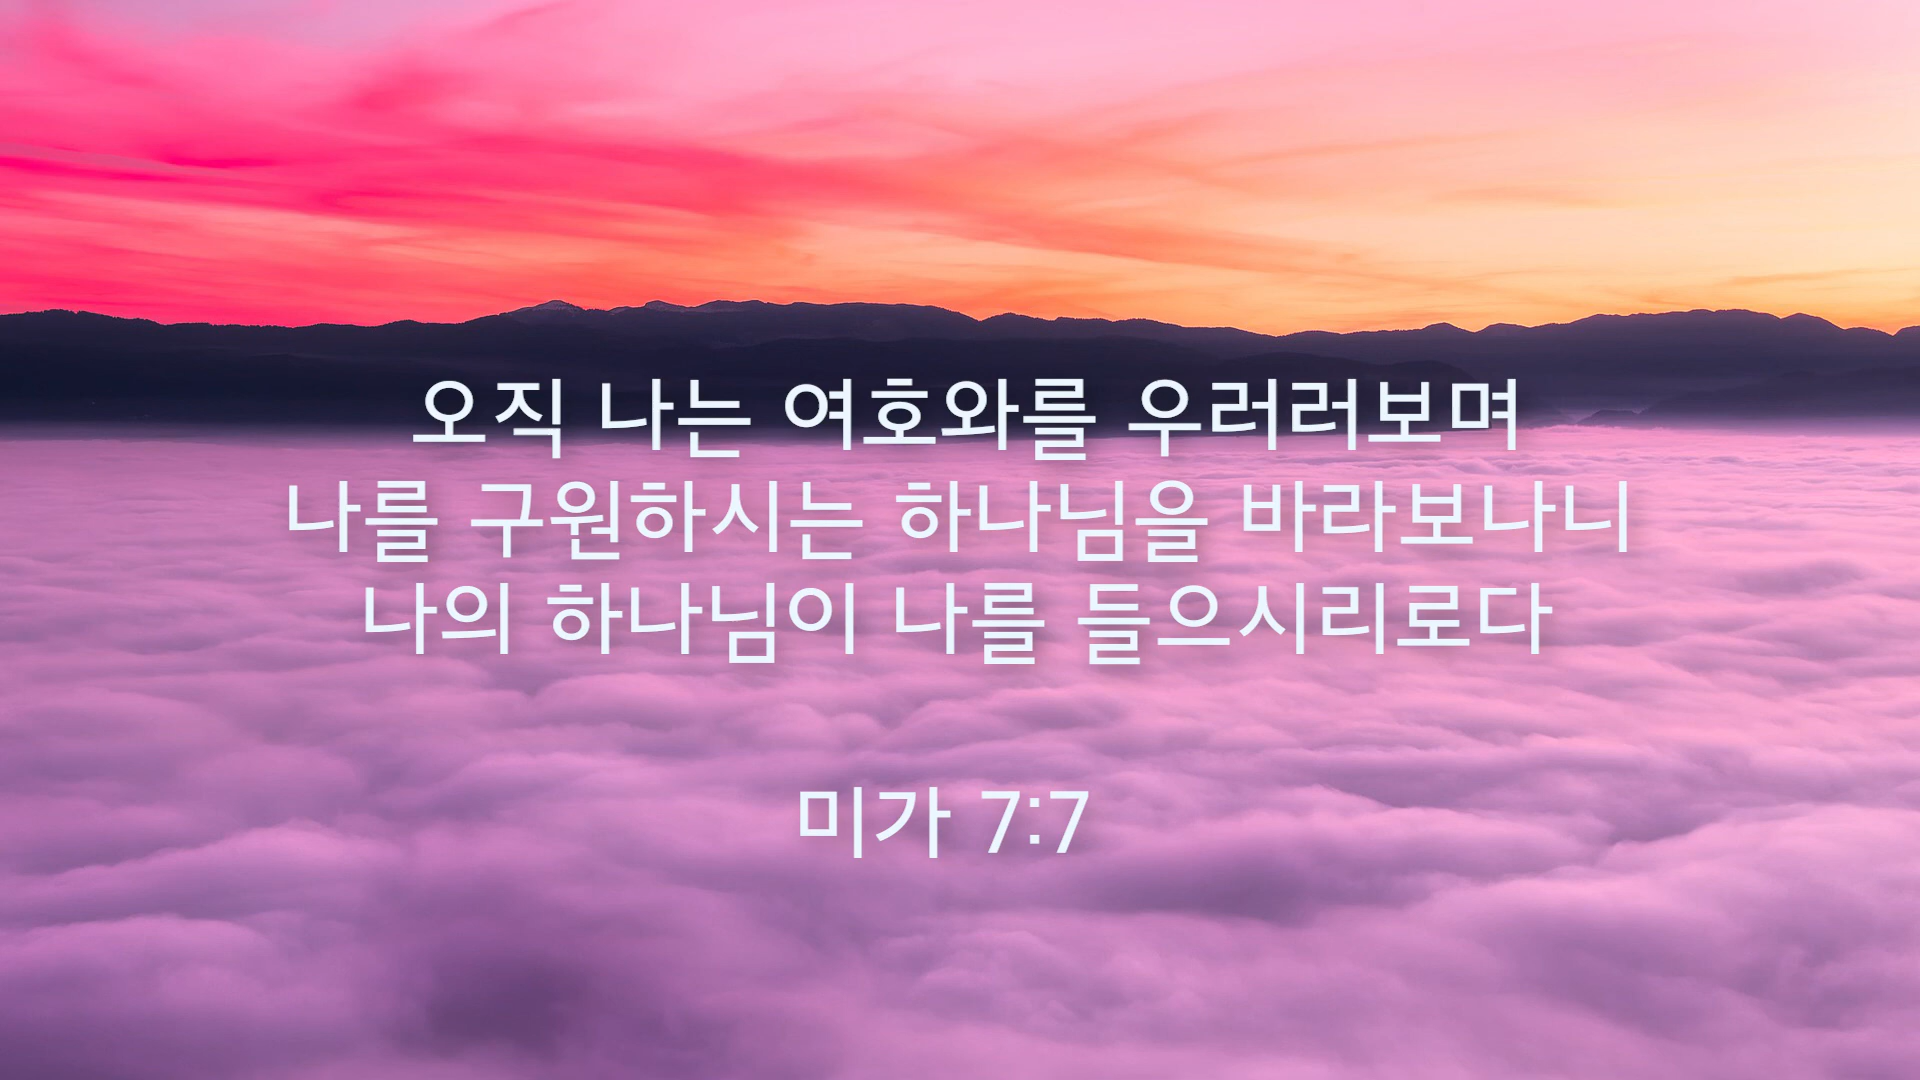 오직 나는 여호와를 우러러보며
나를 구원하시는 하나님을 바라보나니
나의 하나님이 나를 들으시리로다
미가 7:7